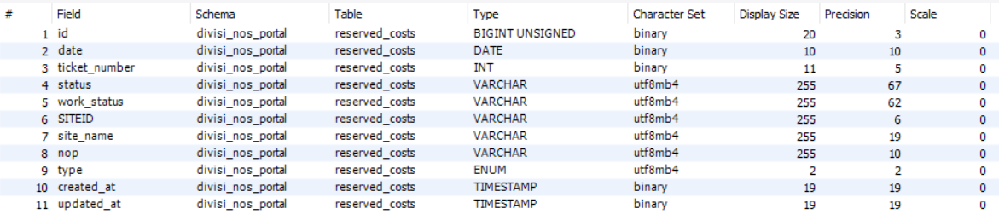 # Field Schema Table Type Character Set Display Size Precision Scale
1 id divisi_nos_portal reserved_costs BIGINT UNSIGNED binary 20 3 0
2 date divisi_nos_portal reserved_costs DATE binary 10 10 0
3 ticket_number divisi_nos_portal reserved_costs INT binary 11 5 0
4 status divisi_nos_portal reserved_costs VARCHAR utf8mb4 255 67 0
5 work_status divisi_nos_portal reserved_costs VARCHAR utf8mb4 255 62 0
6 SITEID divisi_nos_portal reserved_costs VARCHAR utf8mb4 255 6 0
7 site_name divisi_nos_portal reserved_costs VARCHAR utf8mb4 255 19 0
8 nop divisi_nos_portal reserved_costs VARCHAR utf8mb4 255 10 0
9 type divisi_nos_portal reserved_costs ENUM utf8mb4 2 2 0
10 created_at divisi_nos_portal reserved_costs TIMESTAMP binary 19 19 0
11 updated_at divisi_nos_portal reserved_costs TIMESTAMP binary 19 19 0